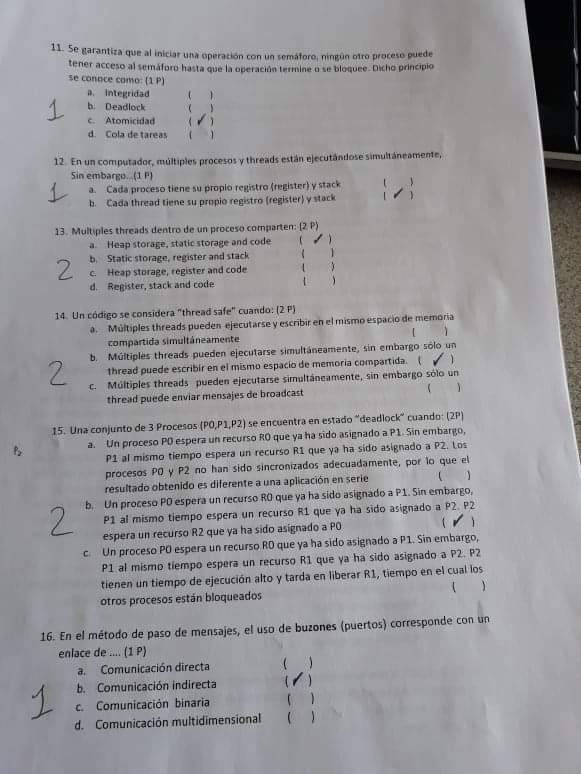 11. Se garantiza que al iniciar una operación con un semáforo, ningún otro proceso puede
tener acceso al semáforo hasta que la operación termine o se bloquee. Dicho principio
se conoce como: (1 P)
a. Integridad ( )
b. Deadlock ( )
1 c. Atomicidad ( ✓ )
d. Cola de tareas ( )
12. En un computador, múltiples procesos y threads están ejecutándose simultáneamente,
Sin embargo...(1 P)
1 a. Cada proceso tiene su propio registro (register) y stack ( )
b. Cada thread tiene su propio registro (register) y stack ( ✓ )
13. Multiples threads dentro de un proceso comparten: (2 P)
a. Heap storage, static storage and code ( ✓ )
b. Static storage, register and stack ( )
2 c. Heap storage, register and code ( )
d. Register, stack and code ( )
14. Un código se considera "thread safe" cuando: (2 P)
a. Múltiples threads pueden ejecutarse y escribir en el mismo espacio de memoria
compartida simultáneamente ( )
b. Múltiples threads pueden ejecutarse simultáneamente, sin embargo sólo un
2 thread puede escribir en el mismo espacio de memoria compartida. ( ✓ )
c. Múltiples threads pueden ejecutarse simultáneamente, sin embargo sólo un
thread puede enviar mensajes de broadcast ( )
15. Una conjunto de 3 Procesos (P0,P1,P2) se encuentra en estado "deadlock" cuando: (2P)
a. Un proceso P0 espera un recurso R0 que ya ha sido asignado a P1. Sin embargo,
P2 P1 al mismo tiempo espera un recurso R1 que ya ha sido asignado a P2. Los
procesos P0 y P2 no han sido sincronizados adecuadamente, por lo que el
resultado obtenido es diferente a una aplicación en serie ( )
b. Un proceso P0 espera un recurso R0 que ya ha sido asignado a P1. Sin embargo,
2 P1 al mismo tiempo espera un recurso R1 que ya ha sido asignado a P2. P2
espera un recurso R2 que ya ha sido asignado a P0 ( ✓ )
c. Un proceso P0 espera un recurso R0 que ya ha sido asignado a P1. Sin embargo,
P1 al mismo tiempo espera un recurso R1 que ya ha sido asignado a P2. P2
tienen un tiempo de ejecución alto y tarda en liberar R1, tiempo en el cual los
otros procesos están bloqueados ( )
16. En el método de paso de mensajes, el uso de buzones (puertos) corresponde con un
enlace de .... (1 P)
a. Comunicación directa ( )
b. Comunicación indirecta ( ✓ )
1 c. Comunicación binaria ( )
d. Comunicación multidimensional ( )